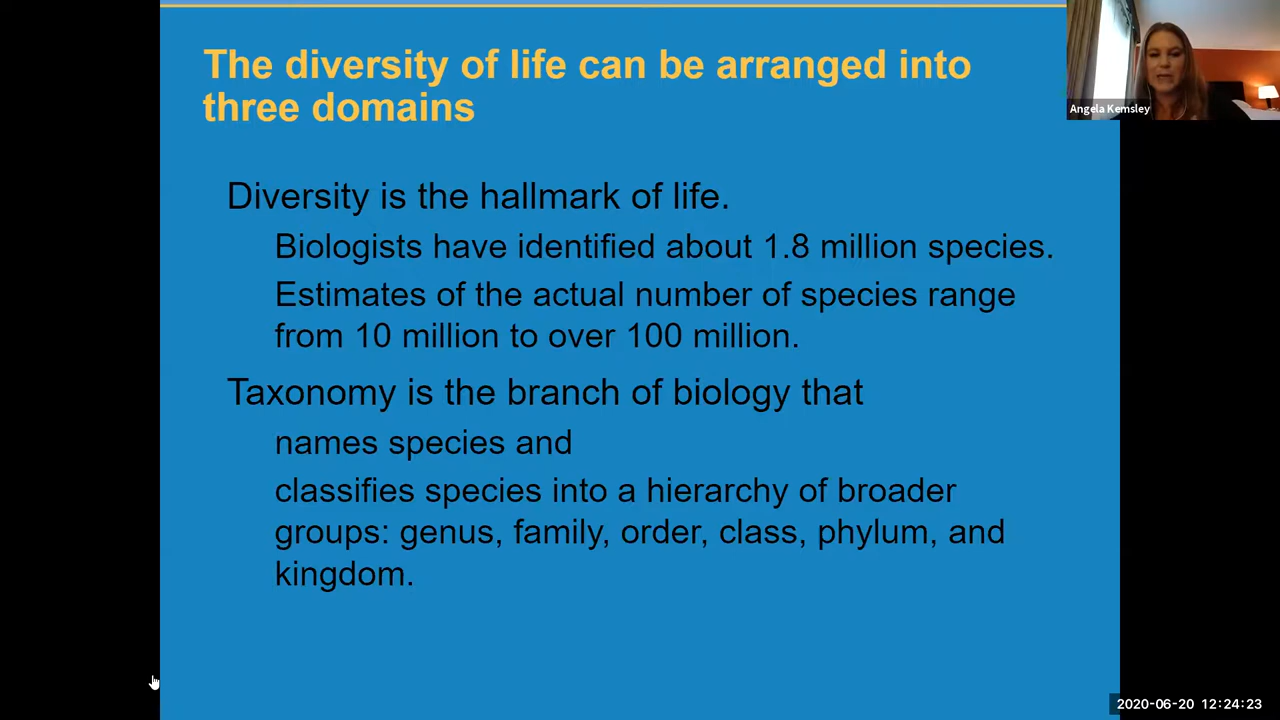 The diversity of life can be arranged into
three domains
Angela Kemsley
Diversity is the hallmark of life.
Biologists have identified about 1.8 million species.
Estimates of the actual number of species range
from 10 million to over 100 million.
Taxonomy is the branch of biology that
names species and
classifies species into a hierarchy of broader
groups: genus, family, order, class, phylum, and
kingdom.
2020-06-20 12:24:23